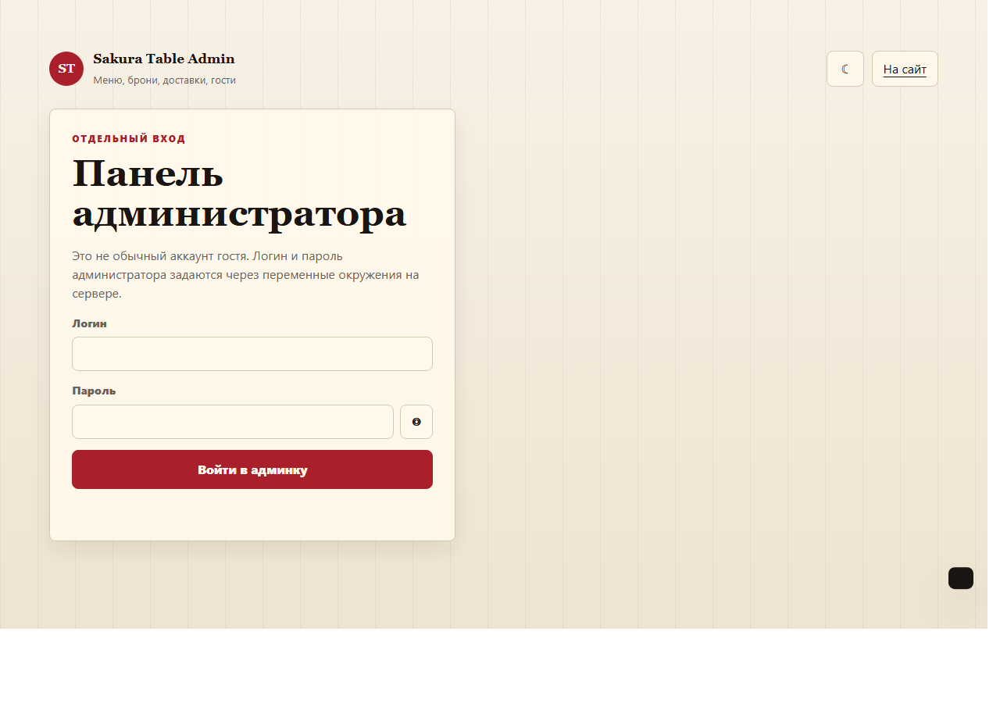 ST
Sakura Table Admin
Меню, брони, доставки, гости
На сайт
ОТДЕЛЬНЫЙ ВХОД
Панель
администратора
Это не обычный аккаунт гостя. Логин и пароль
администратора задаются через переменные окружения на
сервере.
Логин
Пароль
Войти в админку